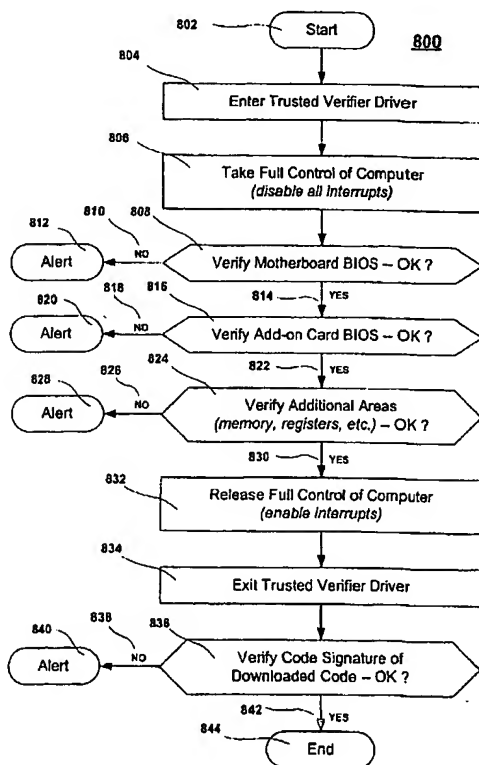 802
Start
800
804
Enter Trusted Verifier Driver
806
Take Full Control of Computer
(disable all Interrupts)
812
810
NO
808
Alert
Verify Motherboard BIOS – OK ?
814
YES
820
818
NO
816
Alert
Verify Add-on Card BIOS – OK ?
824
822
YES
828
826
NO
Alert
Verify Additional Areas
(memory, registers, etc.) – OK ?
830
YES
832
Release Full Control of Computer
(enable Interrupts)
834
Exit Trusted Verifier Driver
840
838
NO
836
Alert
Verify Code Signature of
Downloaded Code – OK ?
842
YES
844
End